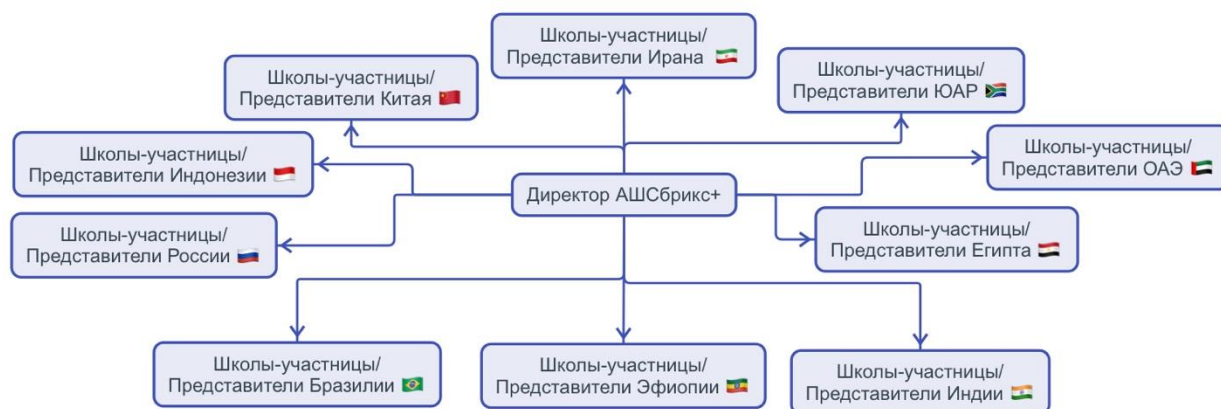 Школы-участницы/
Представители Ирана 🇮🇷
Школы-участницы/
Представители Китая 🇨🇳
Школы-участницы/
Представители ЮАР 🇿🇦
Школы-участницы/
Представители Индонезии 🇮🇩
Школы-участницы/
Представители ОАЭ 🇦🇪
Директор АШСбрикс+
Школы-участницы/
Представители России 🇷🇺
Школы-участницы/
Представители Египта 🇪🇬
Школы-участницы/
Представители Бразилии 🇧🇷
Школы-участницы/
Представители Эфиопии 🇪🇹
Школы-участницы/
Представители Индии 🇮🇳